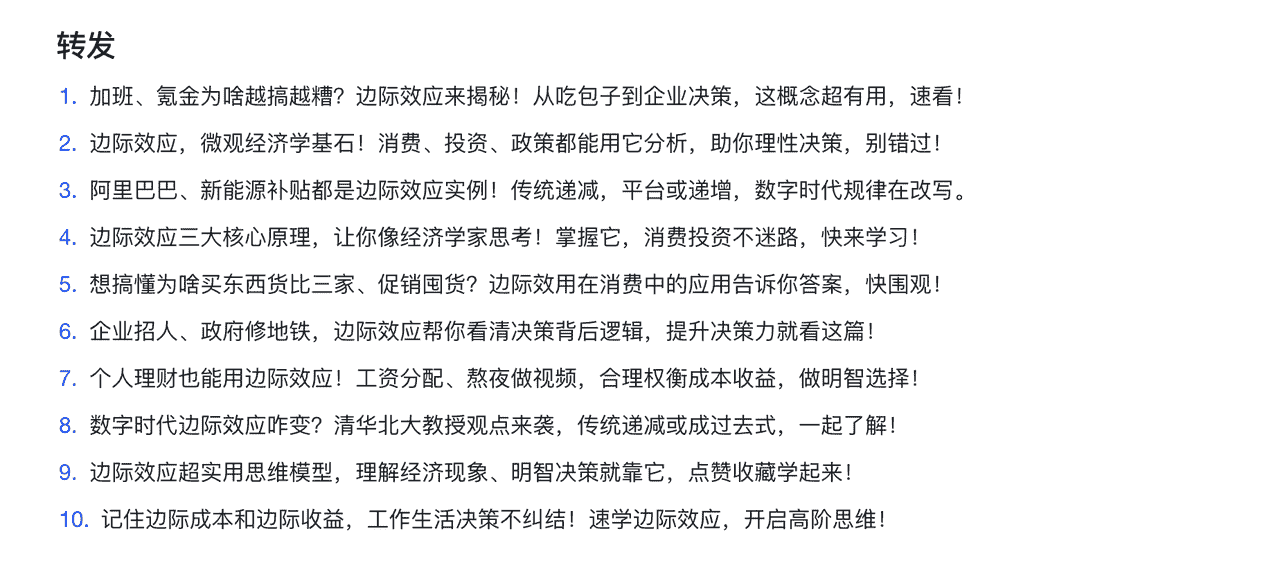 转发
1. 加班、氪金为啥越搞越糟？边际效应来揭秘！从吃包子到企业决策，这概念超有用，速看！
2. 边际效应，微观经济学基石！消费、投资、政策都能用它分析，助你理性决策，别错过！
3. 阿里巴巴、新能源补贴都是边际效应实例！传统递减，平台或递增，数字时代规律在改写。
4. 边际效应三大核心原理，让你像经济学家思考！掌握它，消费投资不迷路，快来学习！
5. 想搞懂为啥买东西货比三家、促销囤货？边际效用在消费中的应用告诉你答案，快围观！
6. 企业招人、政府修地铁，边际效应帮你看清决策背后逻辑，提升决策力就看这篇！
7. 个人理财也能用边际效应！工资分配、熬夜做视频，合理权衡成本收益，做明智选择！
8. 数字时代边际效应咋变？清华北大教授观点来袭，传统递减或成过去式，一起了解！
9. 边际效应超实用思维模型，理解经济现象、明智决策就靠它，点赞收藏学起来！
10. 记住边际成本和边际收益，工作生活决策不纠结！速学边际效应，开启高阶思维！